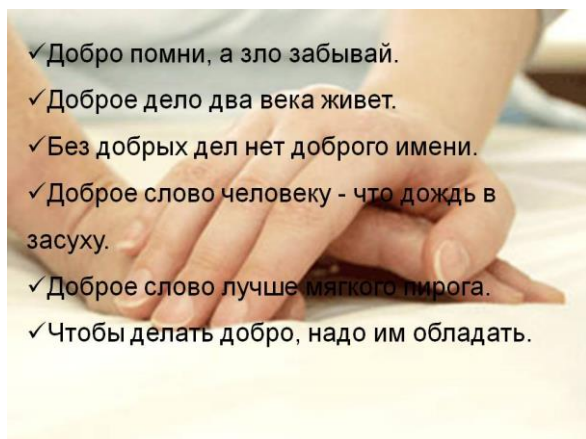 ✓Добро помни, а зло забывай.
✓Доброе дело два века живет.
✓Без добрых дел нет доброго имени.
✓Доброе слово человеку - что дождь в
засуху.
✓Доброе слово лучше мягкого пирога.
✓Чтобы делать добро, надо им обладать.